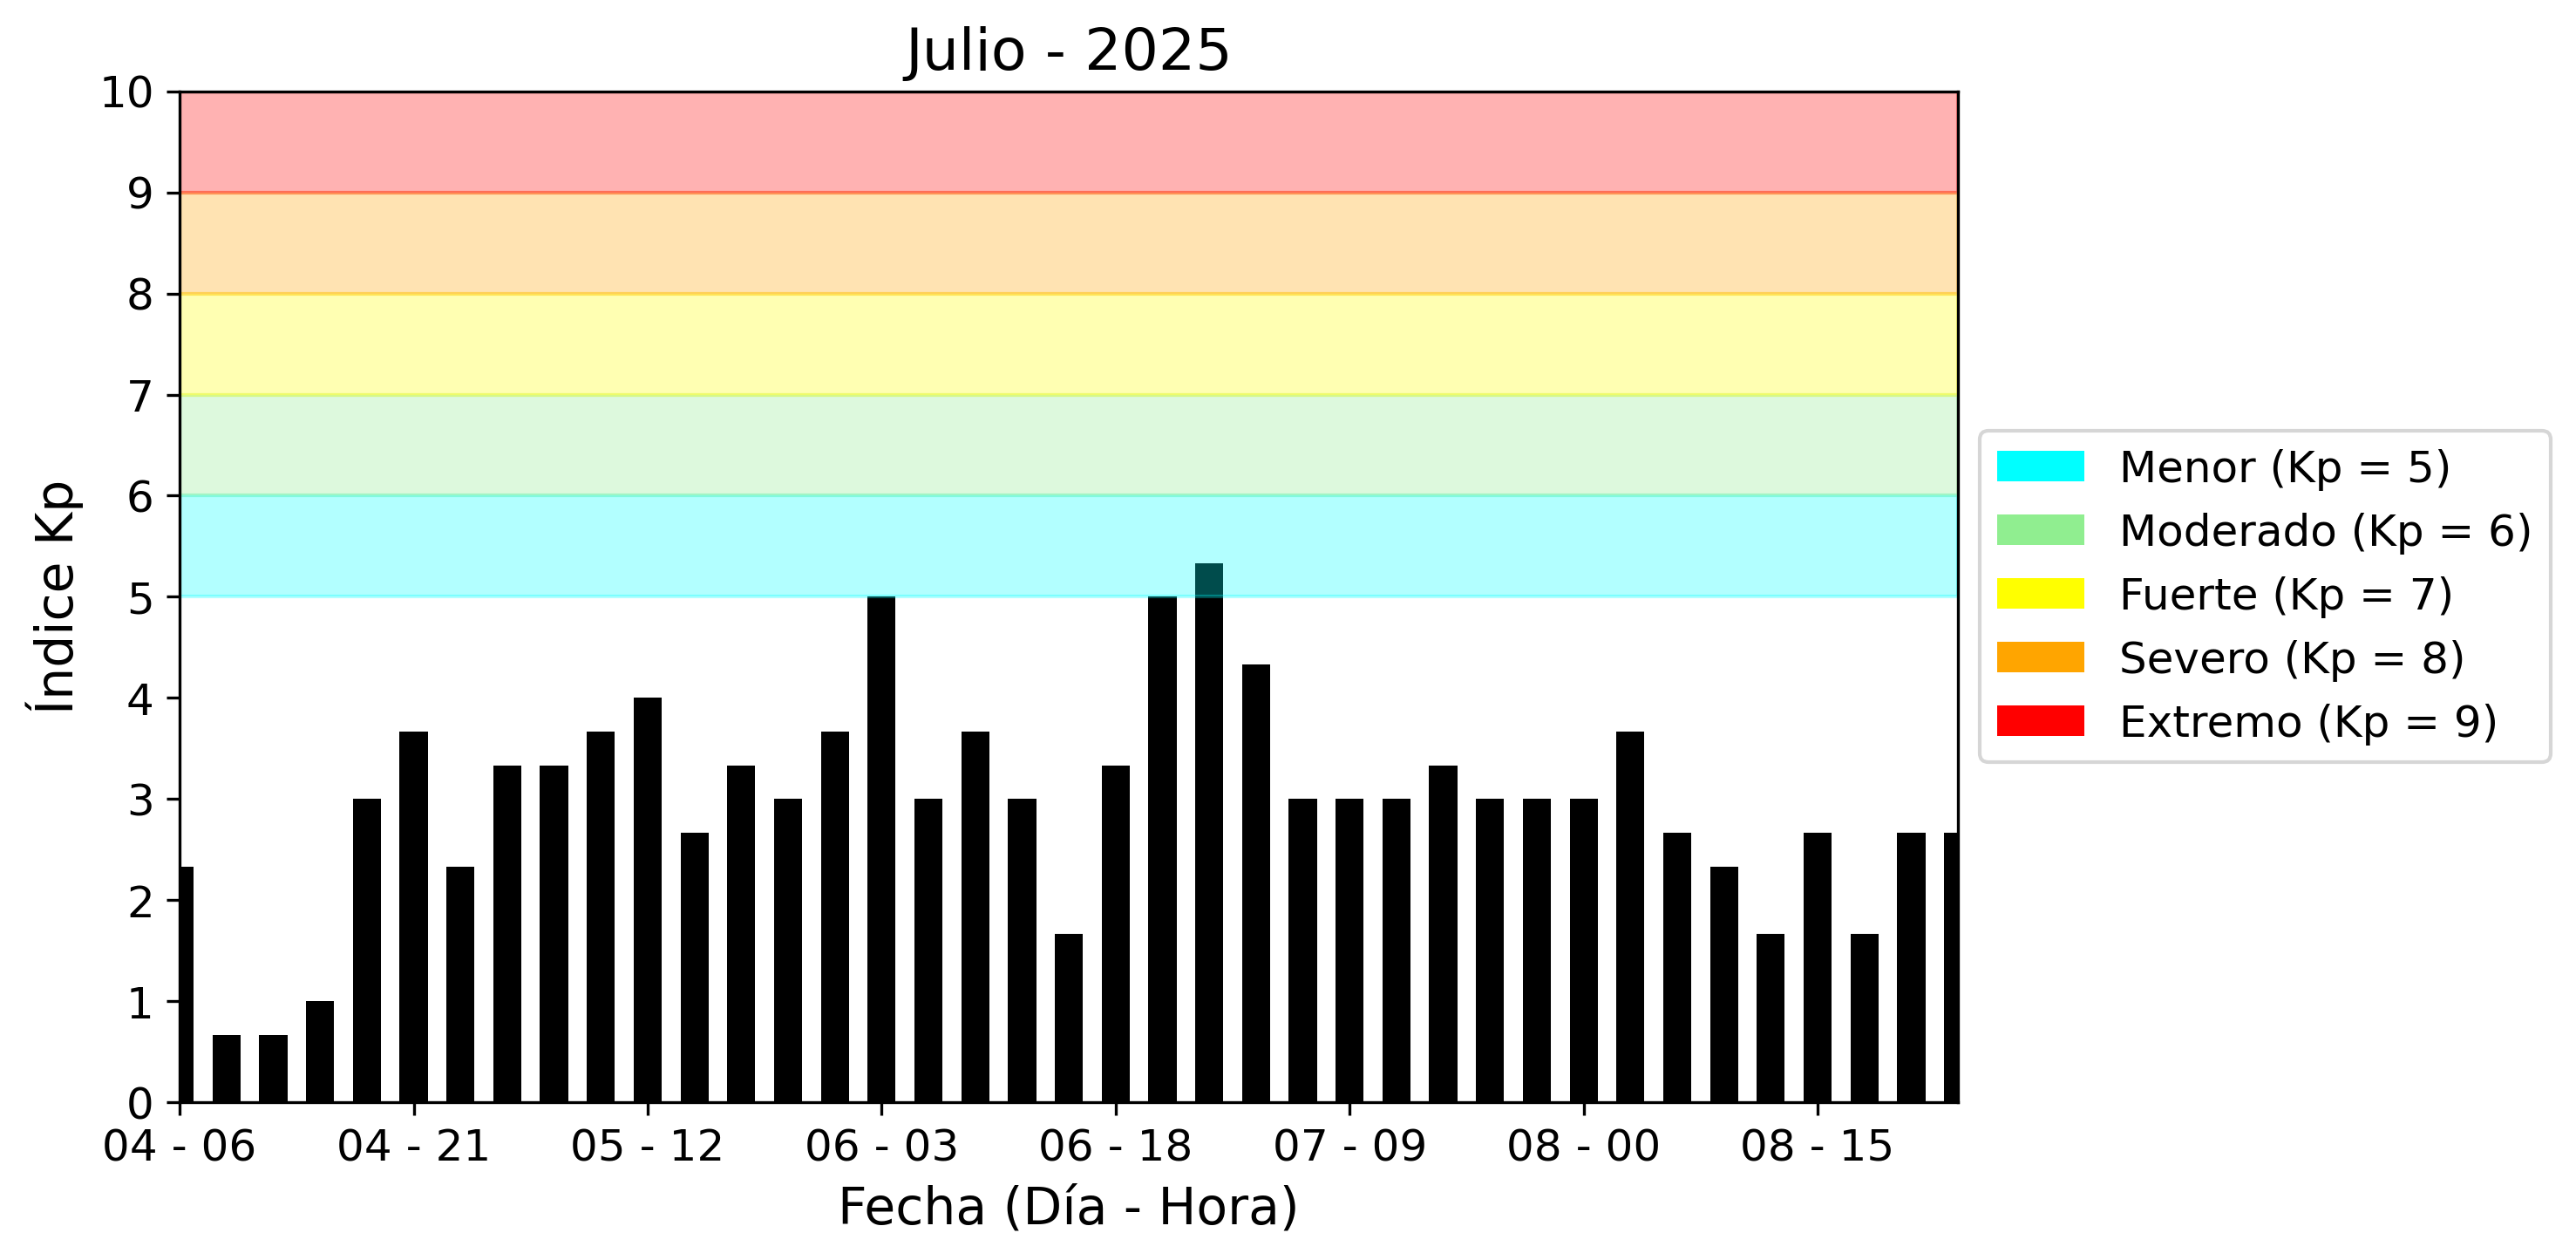 Julio - 2025
10
9
8
7
6
5
4
3
2
1
0
Índice Kp
04 - 06 04 - 21 05 - 12 06 - 03 06 - 18 07 - 09 08 - 00 08 - 15
Fecha (Día - Hora)
Menor (Kp = 5)
Moderado (Kp = 6)
Fuerte (Kp = 7)
Severo (Kp = 8)
Extremo (Kp = 9)